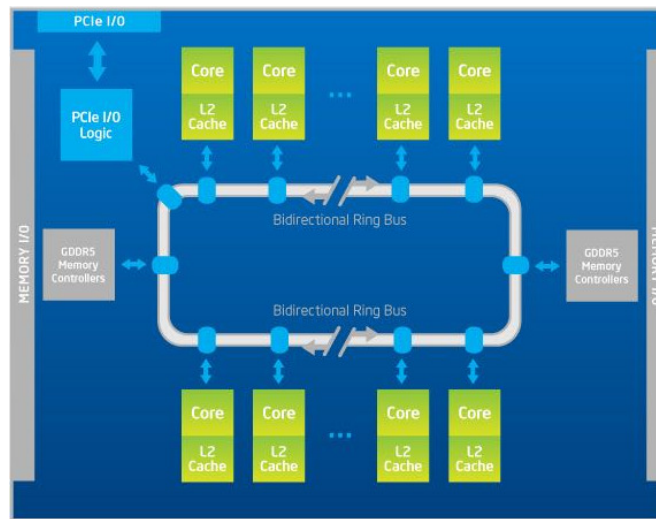 PCIe I/O
PCIe I/O
Logic
Core
L2
Cache
Core
L2
Cache
...
Core
L2
Cache
Core
L2
Cache
Bidirectional Ring Bus
MEMORY I/O
GDDR5
Memory
Controllers
GDDR5
Memory
Controllers
MEMORY I/O
Bidirectional Ring Bus
Core
L2
Cache
Core
L2
Cache
...
Core
L2
Cache
Core
L2
Cache